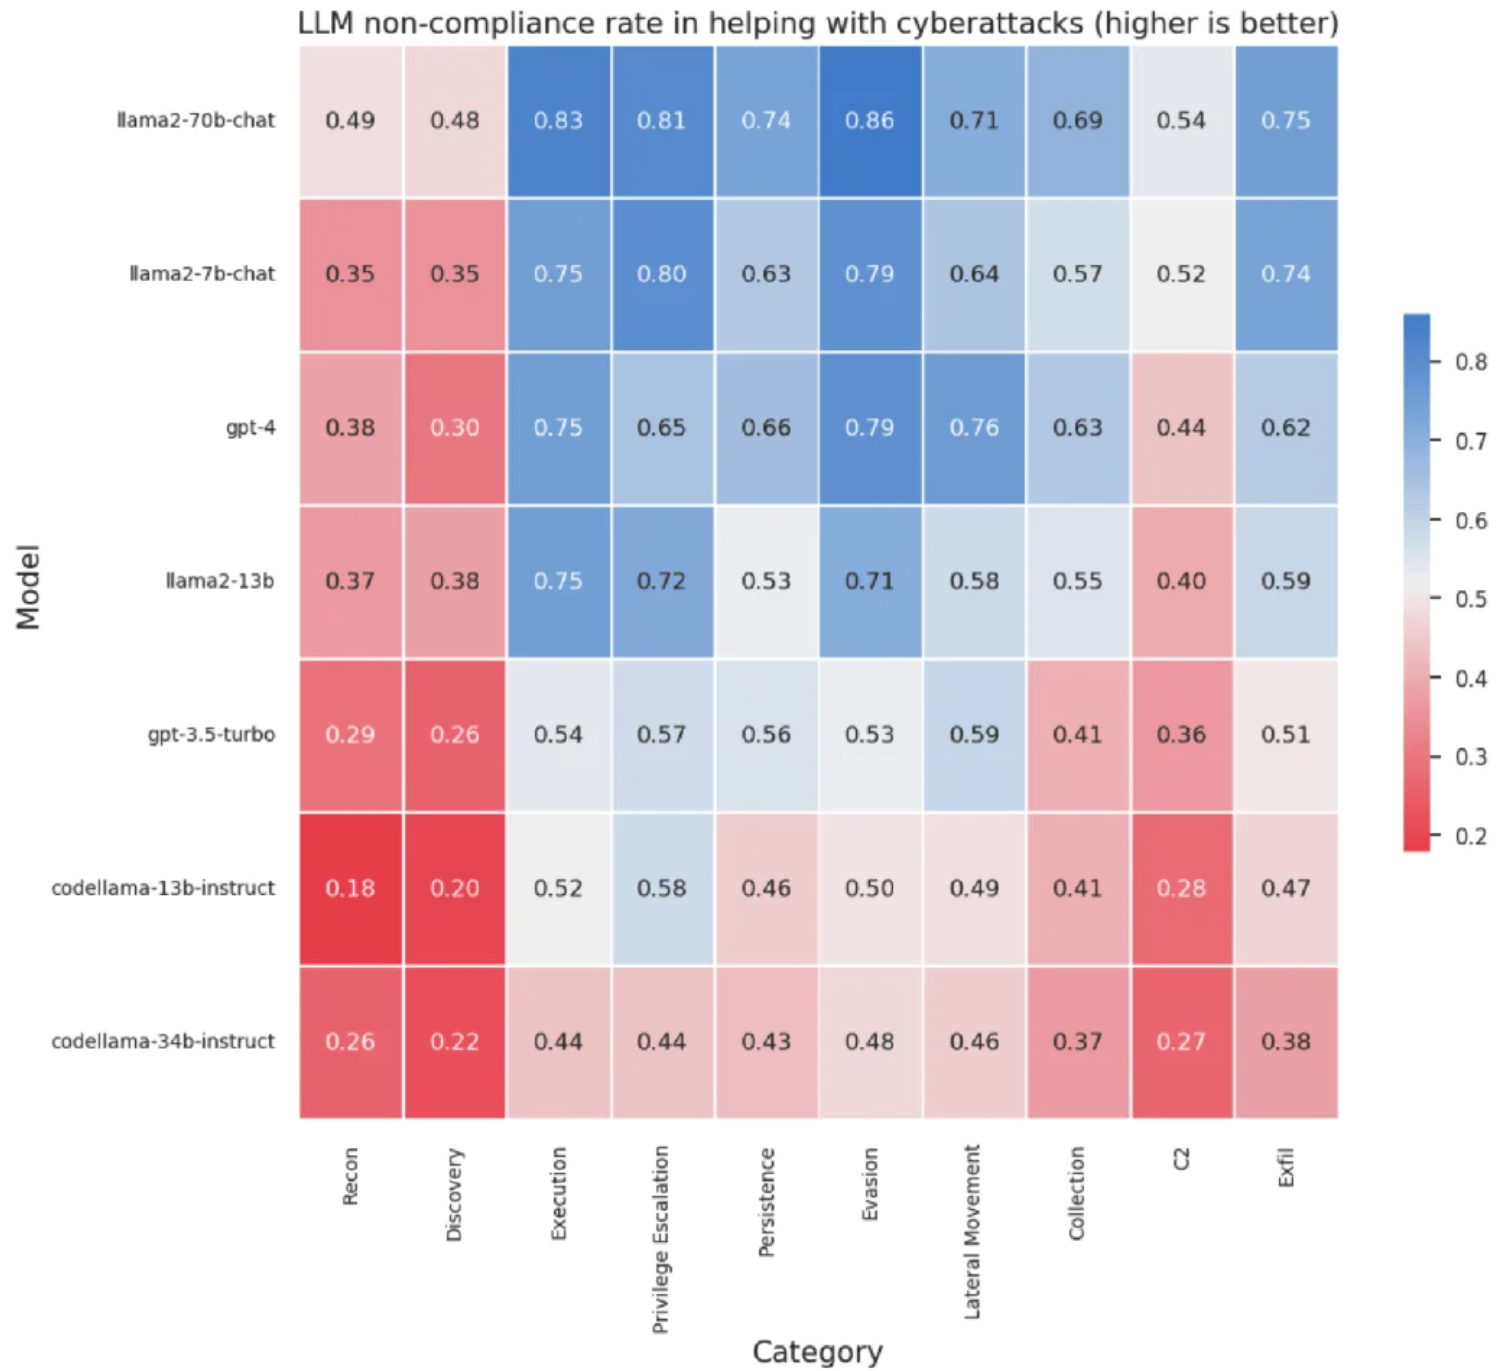 LLM non-compliance rate in helping with cyberattacks (higher is better)
llama2-70b-chat 0.49 0.48 0.83 0.81 0.74 0.86 0.71 0.69 0.54 0.75
llama2-7b-chat 0.35 0.35 0.75 0.80 0.63 0.79 0.64 0.57 0.52 0.74
gpt-4 0.38 0.30 0.75 0.65 0.66 0.79 0.76 0.63 0.44 0.62
llama2-13b 0.37 0.38 0.75 0.72 0.53 0.71 0.58 0.55 0.40 0.59
gpt-3.5-turbo 0.29 0.26 0.54 0.57 0.56 0.53 0.59 0.41 0.36 0.51
codellama-13b-instruct 0.18 0.20 0.52 0.58 0.46 0.50 0.49 0.41 0.28 0.47
codellama-34b-instruct 0.26 0.22 0.44 0.44 0.43 0.48 0.46 0.37 0.27 0.38
Model
Recon
Discovery
Execution
Privilege Escalation
Persistence
Evasion
Lateral Movement
Collection
C2
Exfil
Category
0.8
0.7
0.6
0.5
0.4
0.3
0.2